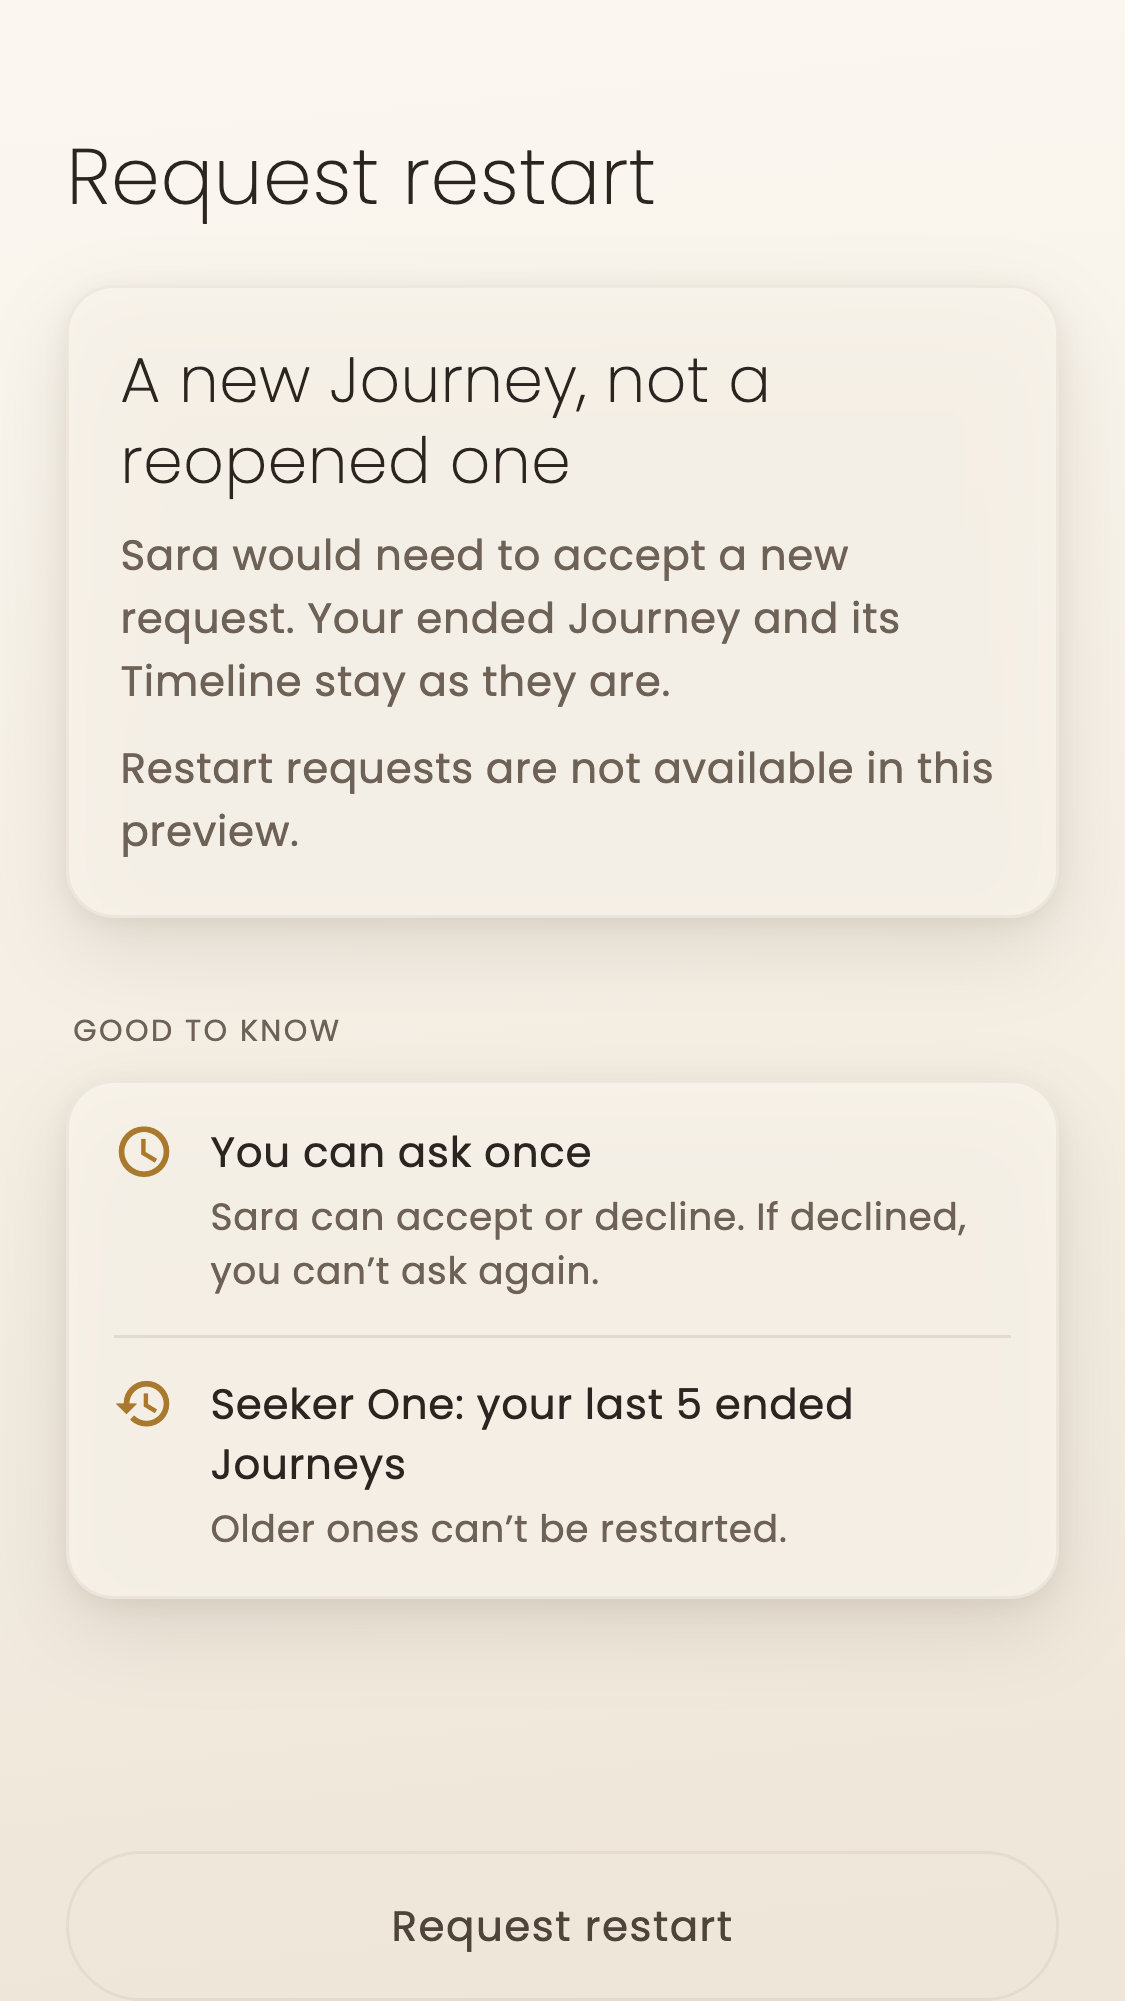 Request restart
A new Journey, not a
reopened one
Sara would need to accept a new
request. Your ended Journey and its
Timeline stay as they are.
Restart requests are not available in this
preview.
GOOD TO KNOW
You can ask once
Sara can accept or decline. If declined,
you can’t ask again.
Seeker One: your last 5 ended
Journeys
Older ones can’t be restarted.
Request restart